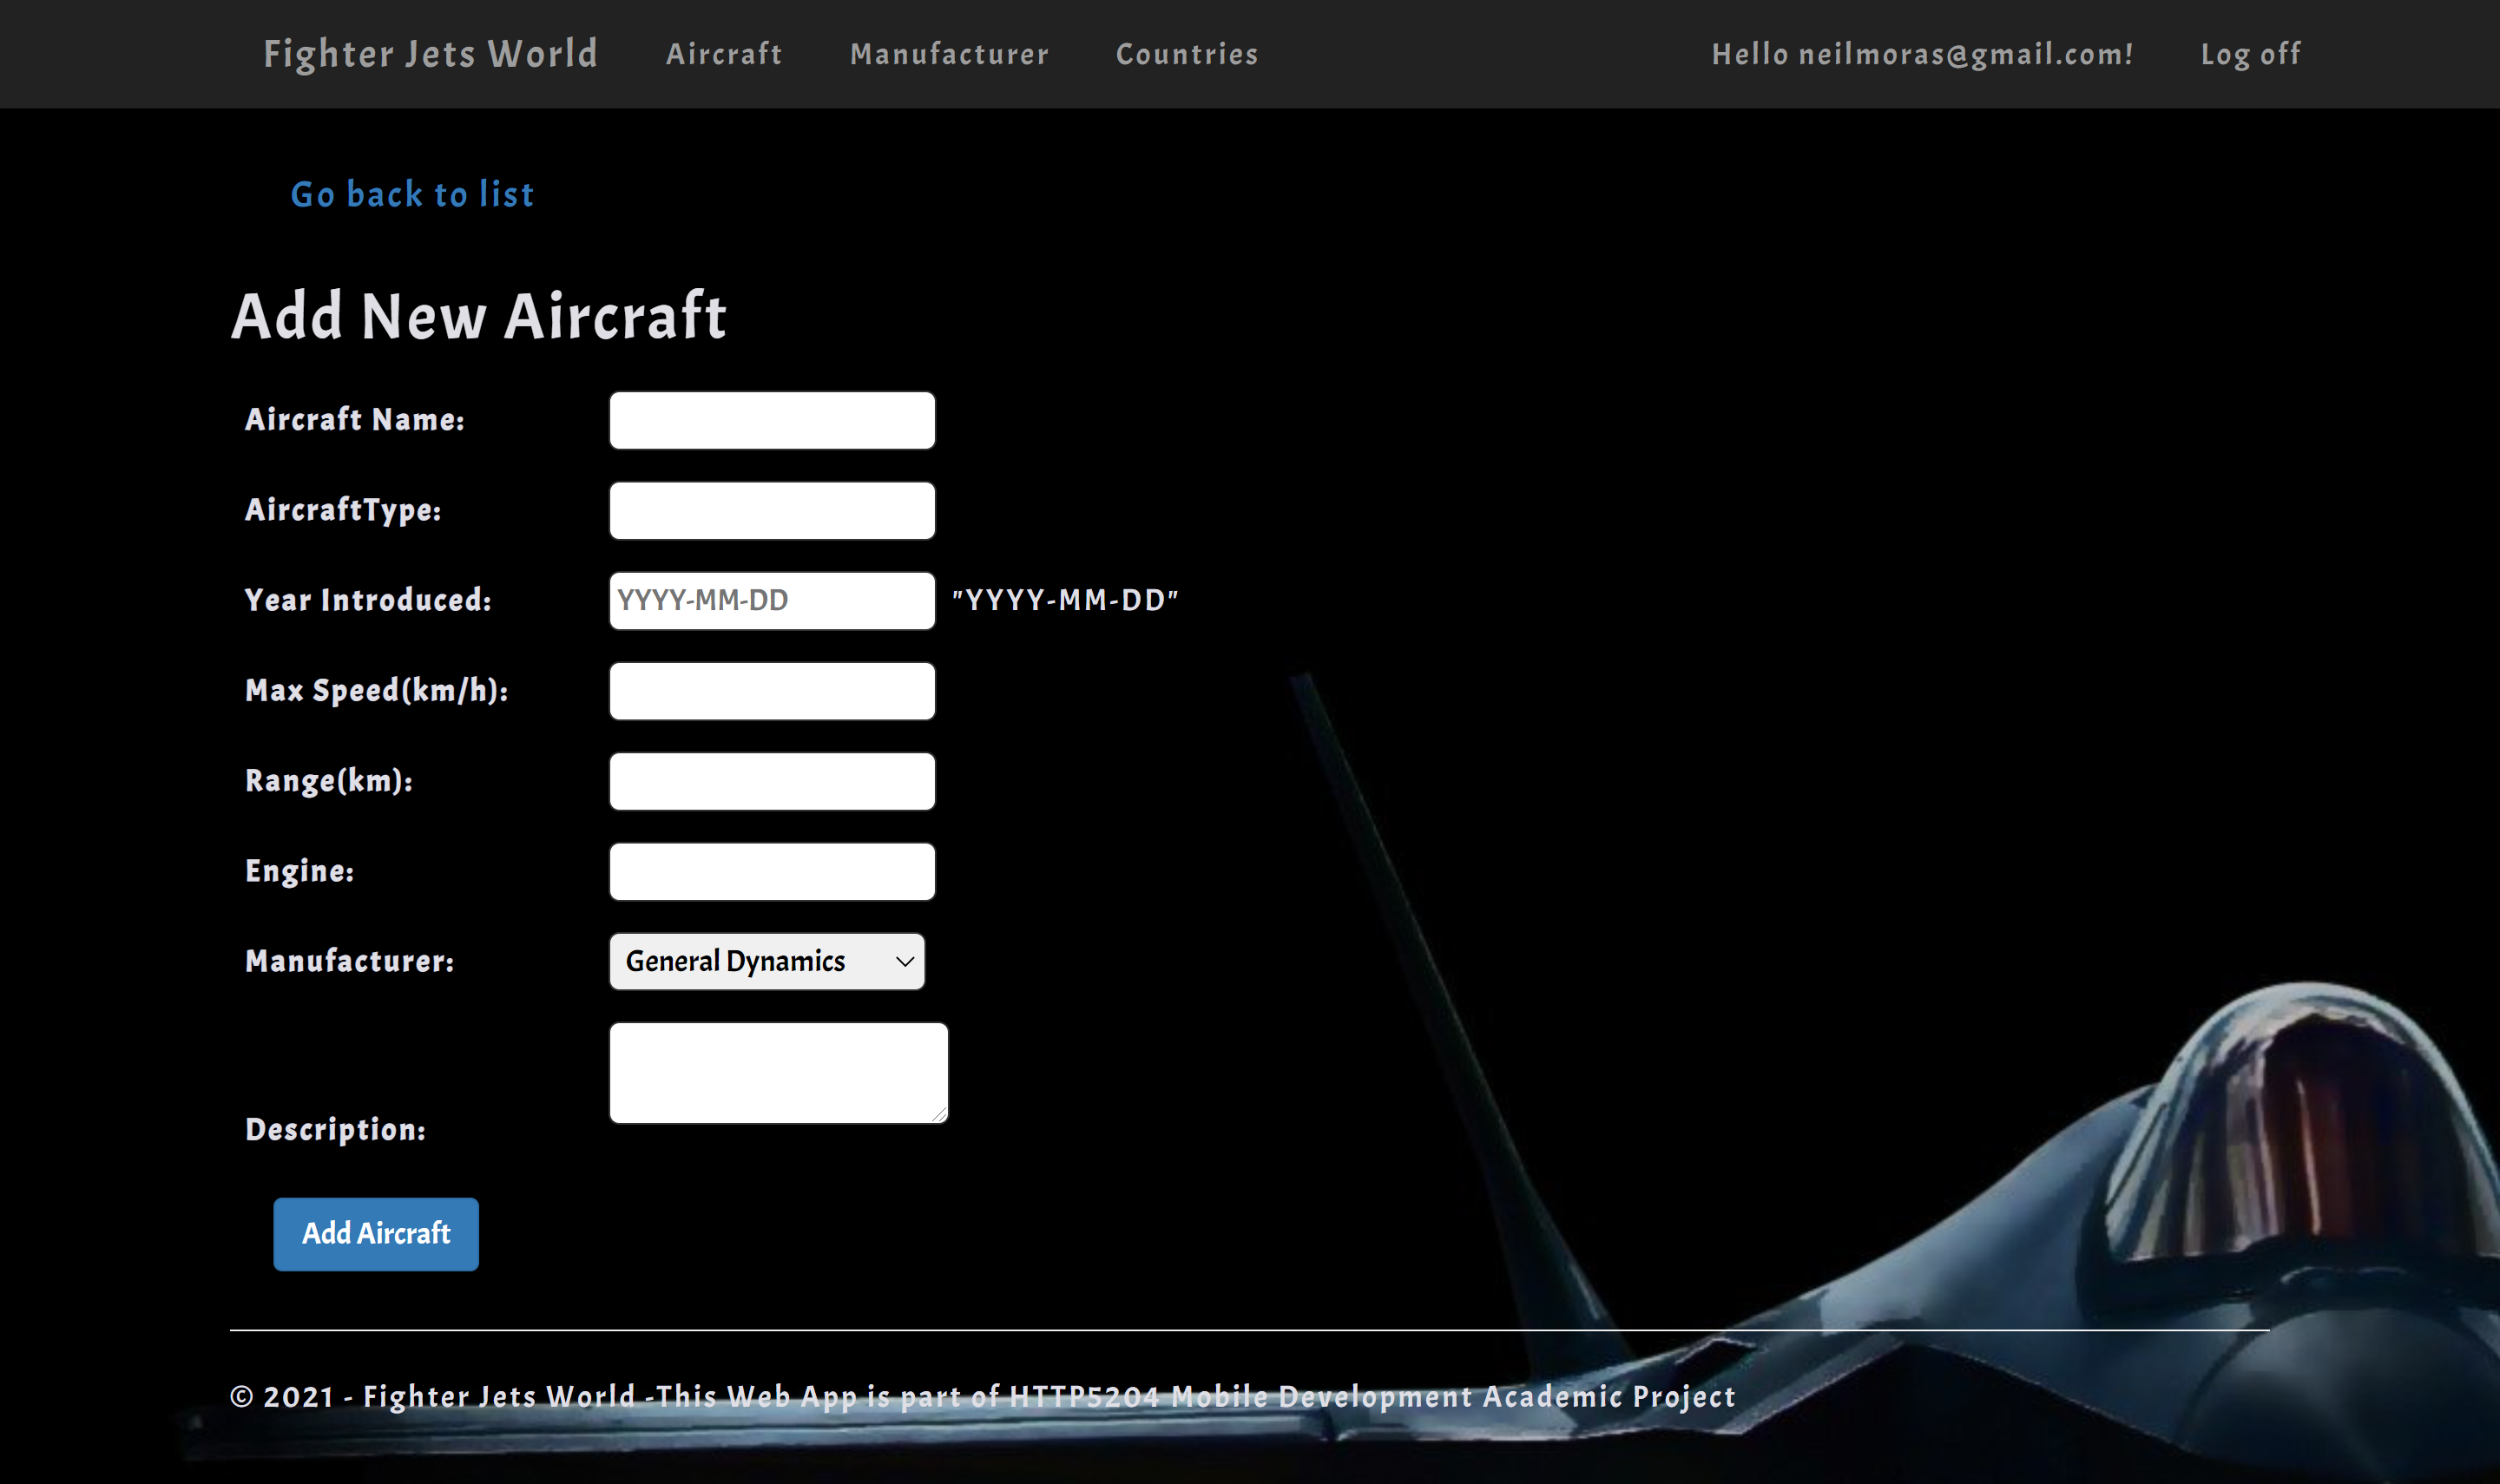 Fighter Jets World Aircraft Manufacturer Countries Hello neilmoras@gmail.com! Log off
Go back to list
Add New Aircraft
Aircraft Name:
AircraftType:
Year Introduced: YYYY-MM-DD "YYYY-MM-DD"
Max Speed(km/h):
Range(km):
Engine:
Manufacturer: General Dynamics
Description:
Add Aircraft
© 2021 - Fighter Jets World -This Web App is part of HTTP5204 Mobile Development Academic Project